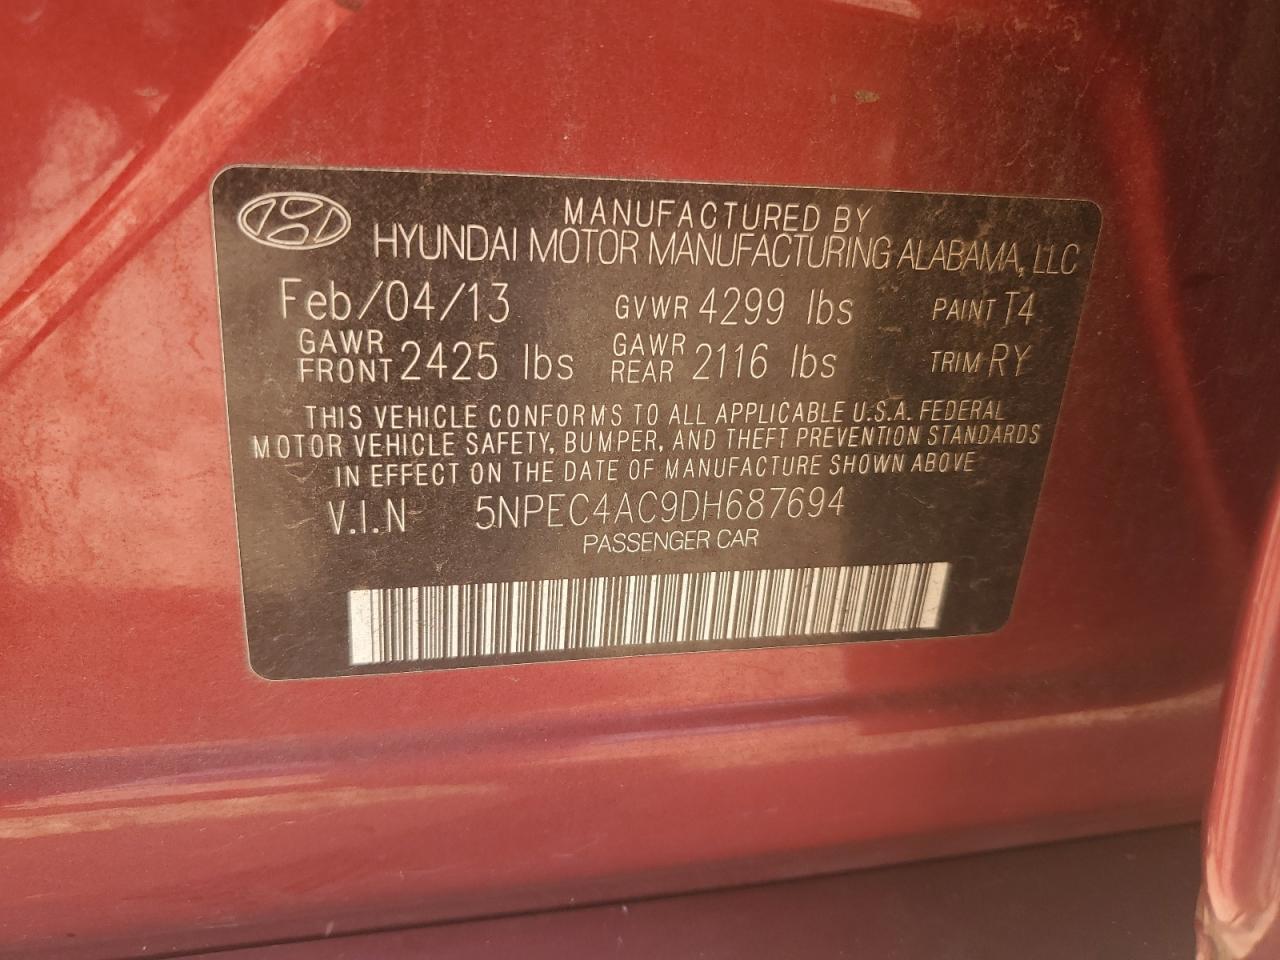 MANUFACTURED BY
HYUNDAI MOTOR MANUFACTURING ALABAMA, LLC
Feb/04/13 GVWR 4299 lbs PAINT T4
GAWR FRONT 2425 lbs GAWR REAR 2116 lbs TRIM RY
THIS VEHICLE CONFORMS TO ALL APPLICABLE U.S.A. FEDERAL
MOTOR VEHICLE SAFETY, BUMPER, AND THEFT PREVENTION STANDARDS
IN EFFECT ON THE DATE OF MANUFACTURE SHOWN ABOVE
V.I.N 5NPEC4AC9DH687694
PASSENGER CAR